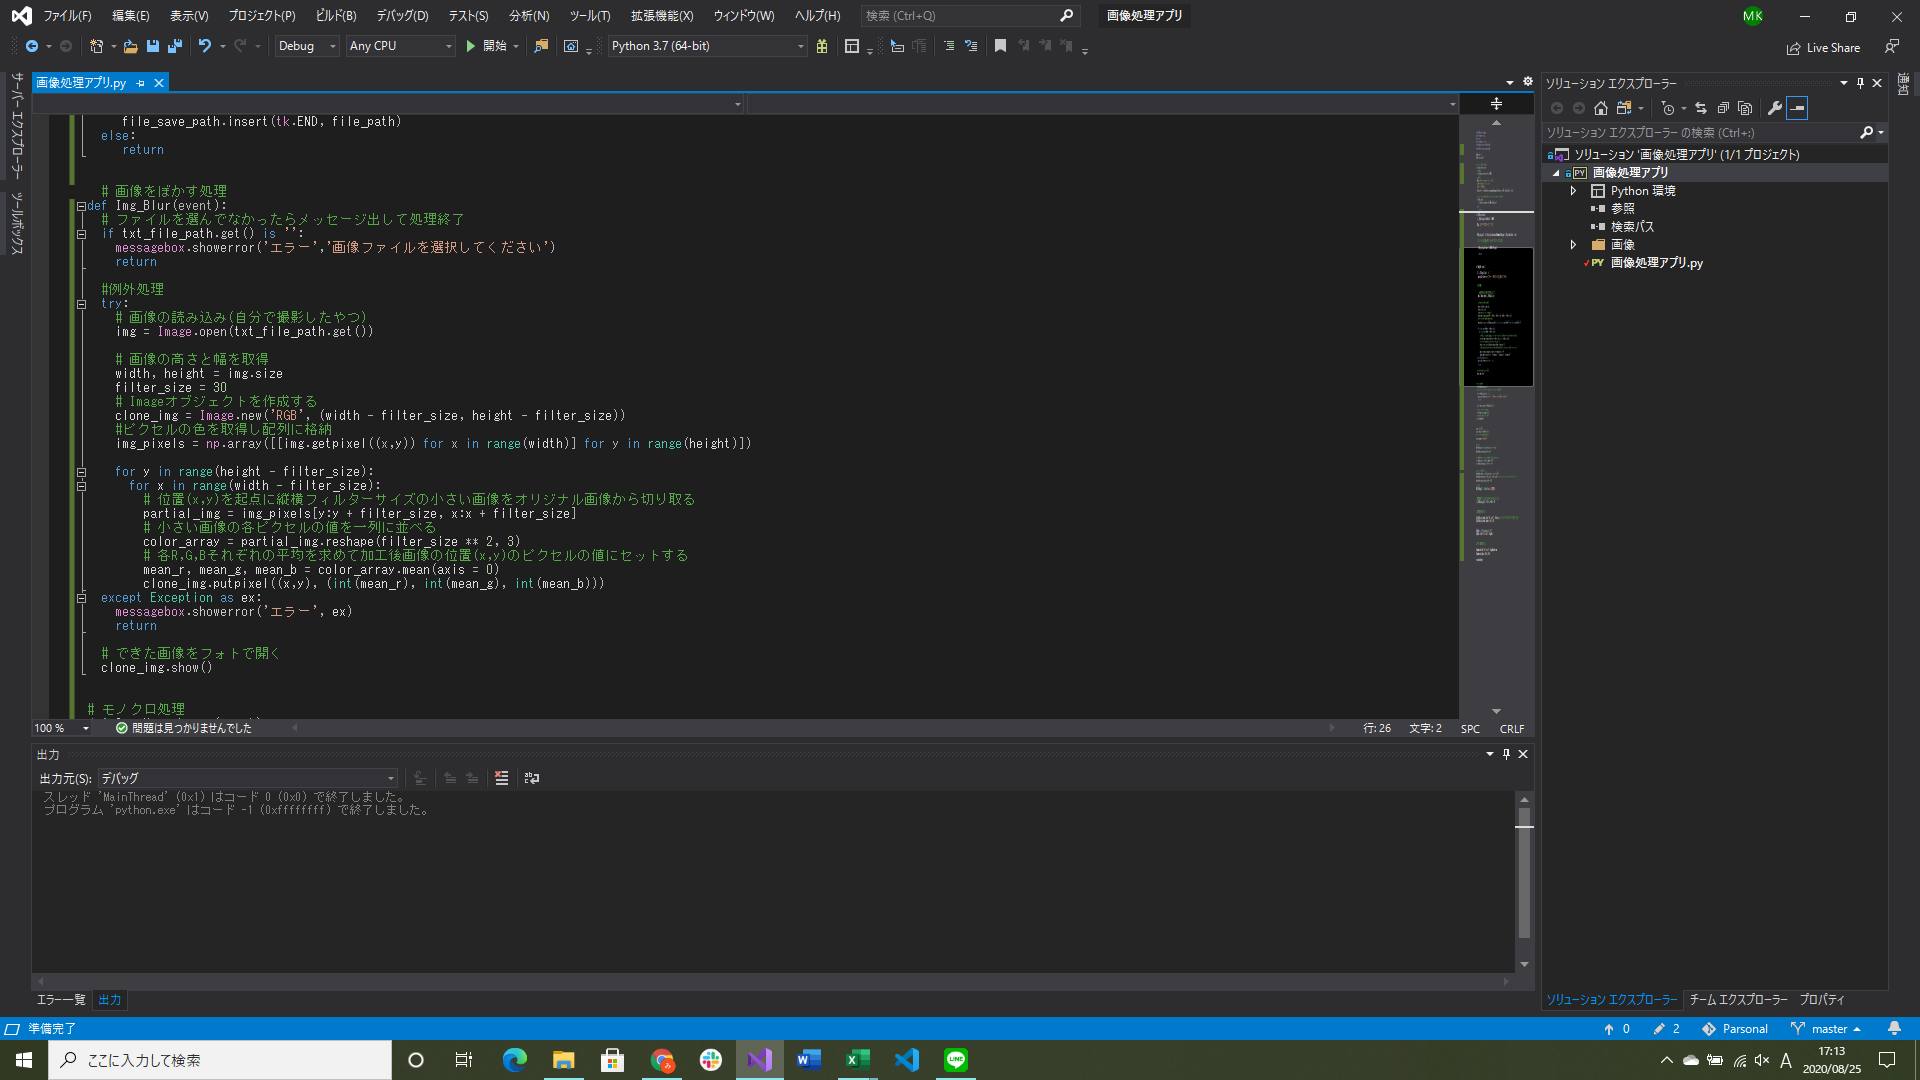 ファイル(F) 編集(E) 表示(V) プロジェクト(P) ビルド(B) デバッグ(D) テスト(S) 分析(N) ツール(T) 拡張機能(X) ウィンドウ(W) ヘルプ(H) 検索 (Ctrl+Q) 画像処理アプリ MK
Debug Any CPU 開始 Python 3.7 (64-bit) Live Share
サーバー エクスプローラー
ツールボックス
画像処理アプリ.py
file_save_path.insert(tk.END, file_path)
else:
return
# 画像をぼかす処理
def Img_Blur(event):
# ファイルを選んでなかったらメッセージ出して処理終了
if txt_file_path.get() is '':
messagebox.showerror('エラー','画像ファイルを選択してください')
return
#例外処理
try:
# 画像の読み込み(自分で撮影したやつ)
img = Image.open(txt_file_path.get())
# 画像の高さと幅を取得
width, height = img.size
filter_size = 30
# Imageオブジェクトを作成する
clone_img = Image.new('RGB', (width - filter_size, height - filter_size))
#ピクセルの色を取得し配列に格納
img_pixels = np.array([[img.getpixel((x,y)) for x in range(width)] for y in range(height)])
for y in range(height - filter_size):
for x in range(width - filter_size):
# 位置(x,y)を起点に縦横フィルターサイズの小さい画像をオリジナル画像から切り取る
partial_img = img_pixels[y:y + filter_size, x:x + filter_size]
# 小さい画像の各ピクセルの値を一列に並べる
color_array = partial_img.reshape(filter_size ** 2, 3)
# 各R,G,Bそれぞれの平均を求めて加工後画像の位置(x,y)のピクセルの値にセットする
mean_r, mean_g, mean_b = color_array.mean(axis = 0)
clone_img.putpixel((x,y), (int(mean_r), int(mean_g), int(mean_b)))
except Exception as ex:
messagebox.showerror('エラー', ex)
return
# できた画像をフォトで開く
clone_img.show()
# モノクロ処理
100 % 問題は見つかりませんでした 行: 26 文字: 2 SPC CRLF
出力
出力元(S): デバッグ
スレッド 'MainThread' (0x1) はコード 0 (0x0) で終了しました。
プログラム 'python.exe' はコード -1 (0xffffffff) で終了しました。
エラー一覧 出力
ソリューション エクスプローラー
ソリューション エクスプローラー の検索 (Ctrl+:)
ソリューション '画像処理アプリ' (1/1 プロジェクト)
PY 画像処理アプリ
Python 環境
参照
検索パス
画像
PY 画像処理アプリ.py
ソリューション エクスプローラー チーム エクスプローラー プロパティ
通知
準備完了 0 2 Parsonal master
ここに入力して検索 A 17:13
2020/08/25